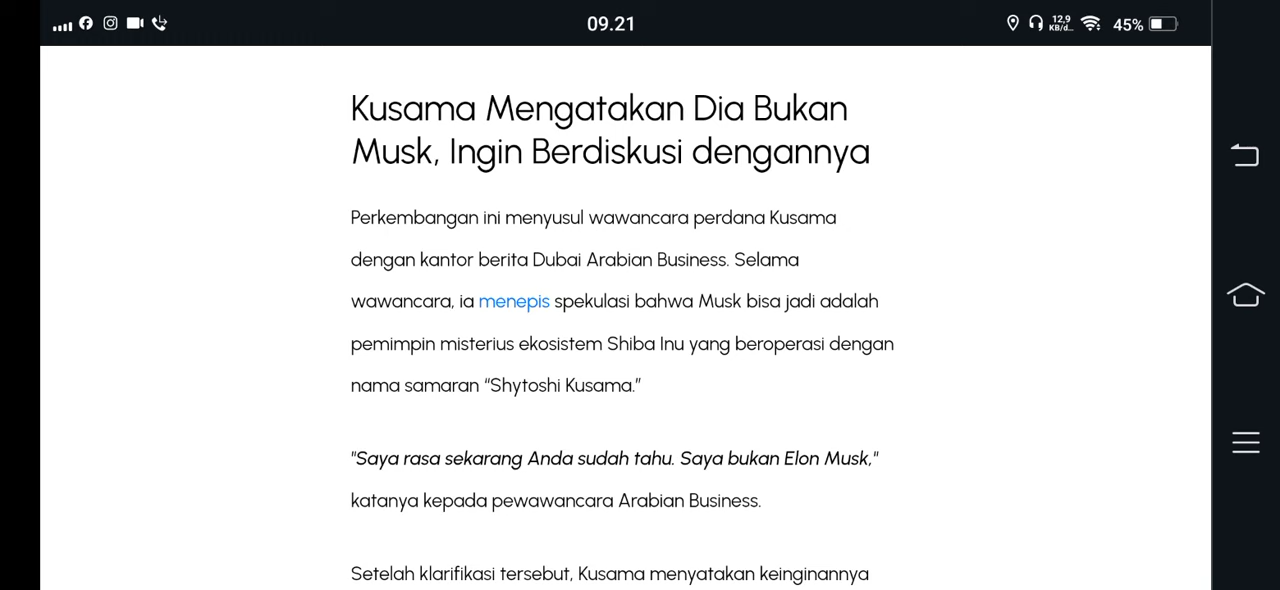 09.21
12,9
KB/d...
45%
Kusama Mengatakan Dia Bukan
Musk, Ingin Berdiskusi dengannya
Perkembangan ini menyusul wawancara perdana Kusama
dengan kantor berita Dubai Arabian Business. Selama
wawancara, ia menepis spekulasi bahwa Musk bisa jadi adalah
pemimpin misterius ekosistem Shiba Inu yang beroperasi dengan
nama samaran “Shytoshi Kusama.”
"Saya rasa sekarang Anda sudah tahu. Saya bukan Elon Musk,"
katanya kepada pewawancara Arabian Business.
Setelah klarifikasi tersebut, Kusama menyatakan keinginannya